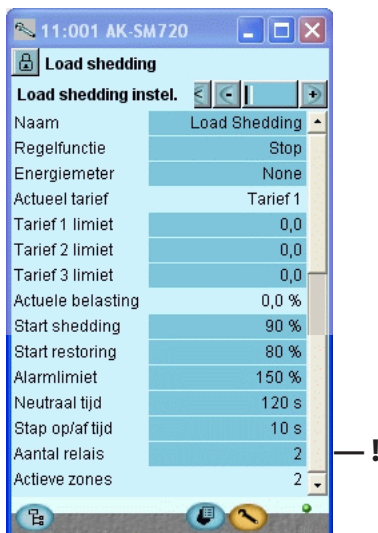 11:001 AK-SM720
Load shedding
Load shedding instel. < - +
Naam Load Shedding
Regelfunctie Stop
Energiemeter None
Actueel tarief Tarief 1
Tarief 1 limiet 0,0
Tarief 2 limiet 0,0
Tarief 3 limiet 0,0
Actuele belasting 0,0 %
Start shedding 90 %
Start restoring 80 %
Alarmlimiet 150 %
Neutraal tijd 120 s
Stap op/af tijd 10 s
Aantal relais 2 !
Actieve zones 2